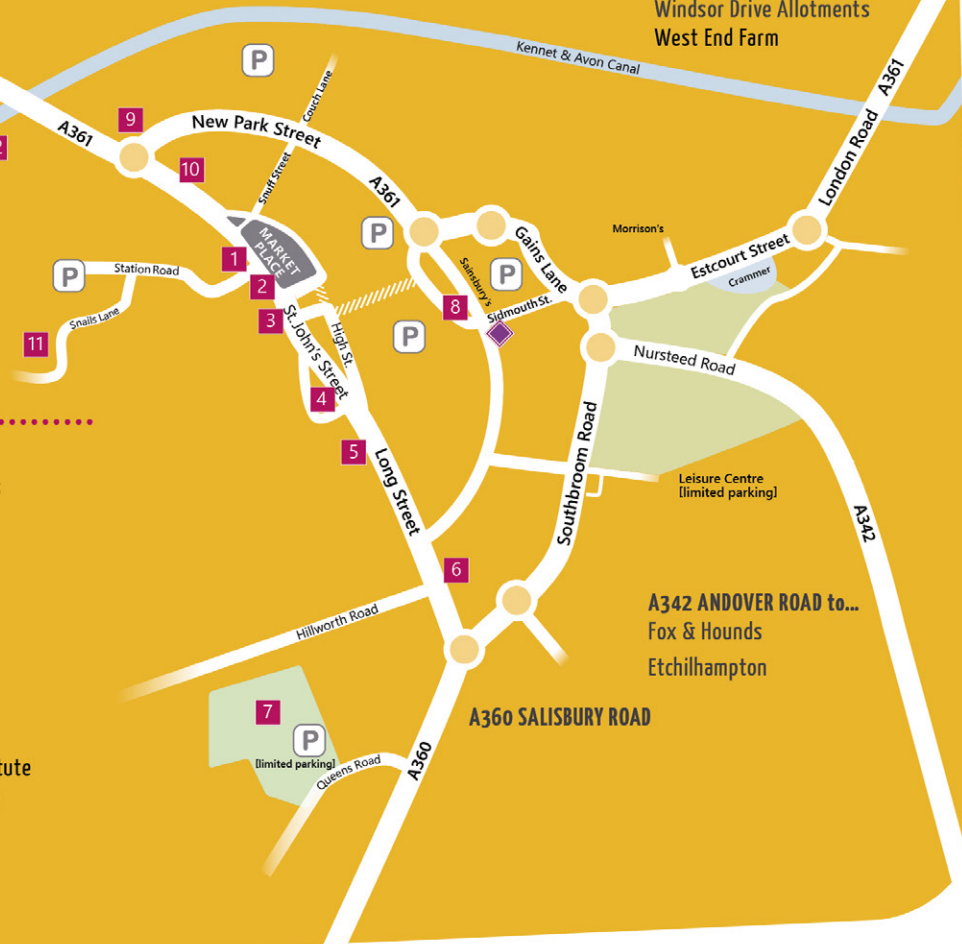 Windsor Drive Allotments
West End Farm
Kennet & Avon Canal
P
Couch Lane
A361
London Road
9
A361
New Park Street
2
10
Snuff Street
A361
P
Morrison's
Gains Lane
Estcourt Street
MARKET
PLACE
1
Station Road
P
Sainsbury's
P
Crammer
2
8
Sidmouth St.
Snails Lane
3
St. John's Street
High St.
P
11
Nursteed Road
4
5
Long Street
Southbroom Road
Leisure Centre
[limited parking]
A342
6
Hillworth Road
A342 ANDOVER ROAD to...
Fox & Hounds
Etchilhampton
7
P
[limited parking]
A360 SALISBURY ROAD
Queens Road
A360
tute